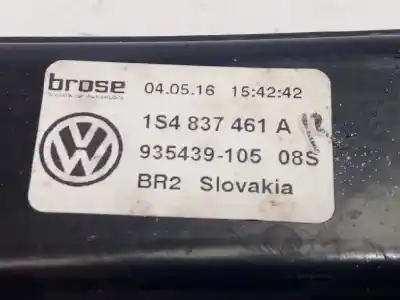 brose 04.05.16 15:42:42
1S4 837 461 A
935439-105 08S
BR2 Slovakia